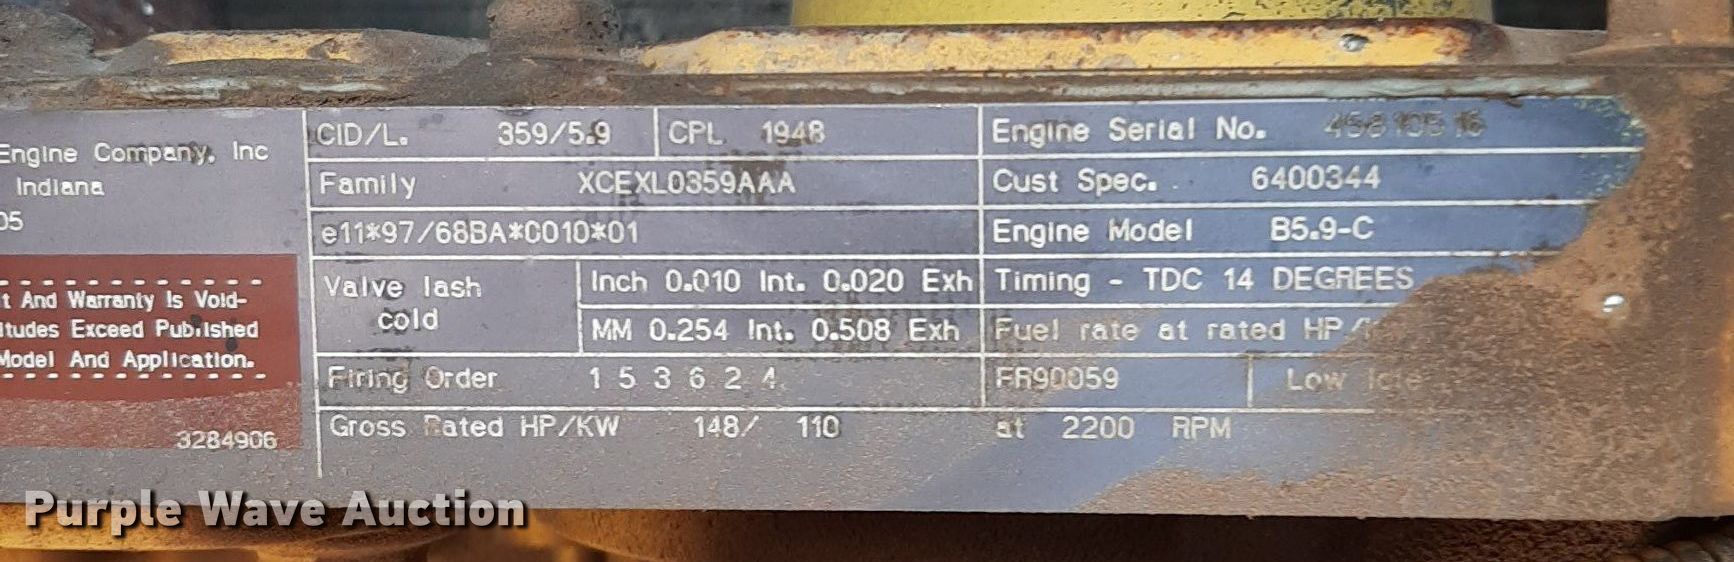 Engine Company, Inc
Indiana
05
t And Warranty Is Void-
itudes Exceed Published
Model And Application.
3284906
CID/L. 359/5.9 CPL 1948
Family XCEXL0359AAA
e11*97/68BA*0010*01
Valve lash cold
Inch 0.010 Int. 0.020 Exh
MM 0.254 Int. 0.508 Exh
Firing Order 1 5 3 6 2 4
Gross Rated HP/KW 148/ 110 at 2200 RPM
Engine Serial No.
Cust Spec. 6400344
Engine Model B5.9-C
Timing - TDC 14 DEGREES
Fuel rate at rated HP/
FR90059 Low Idle
Purple Wave Auction